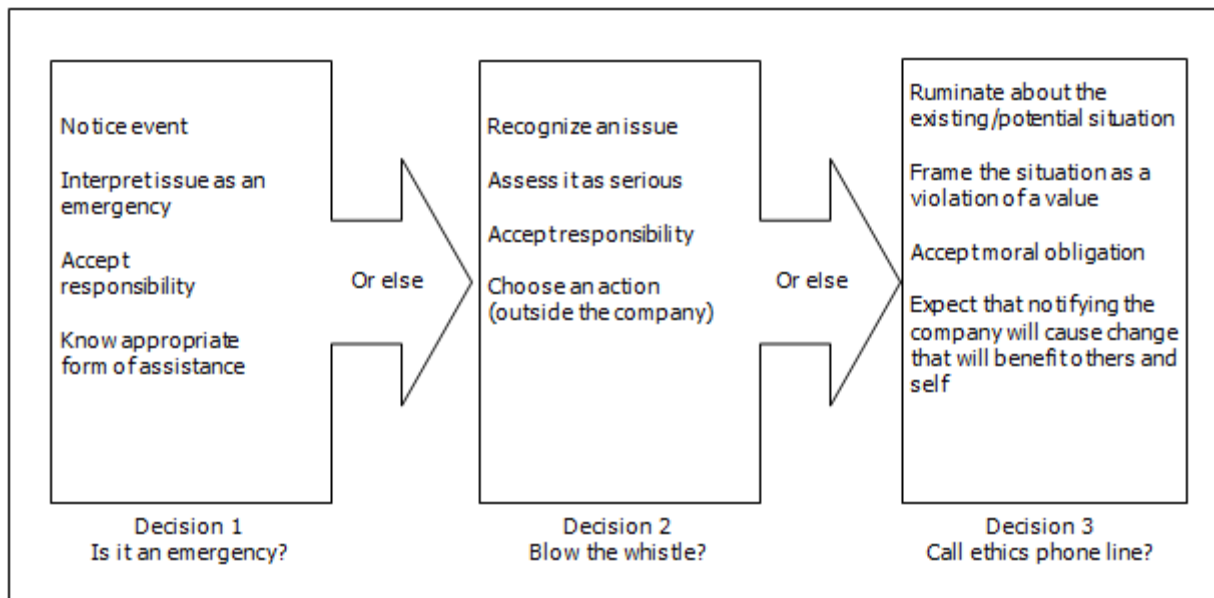 Notice event
Interpret issue as an
emergency
Accept
responsibility
Know appropriate
form of assistance
Or else
Recognize an issue
Assess it as serious
Accept responsibility
Choose an action
(outside the company)
Or else
Ruminate about the
existing/potential situation
Frame the situation as a
violation of a value
Accept moral obligation
Expect that notifying the
company will cause change
that will benefit others and
self
Decision 1
Is it an emergency?
Decision 2
Blow the whistle?
Decision 3
Call ethics phone line?